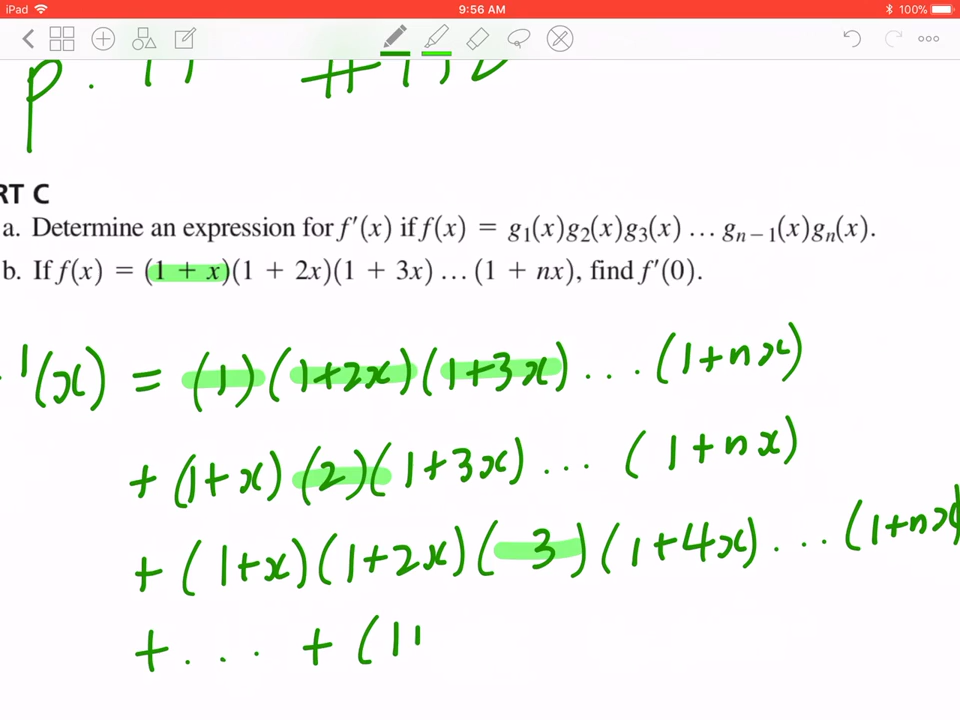 iPad 9:56 AM 100%
p.
RT C
a. Determine an expression for f′(x) if f(x) = g₁(x)g₂(x)g₃(x) … gₙ₋₁(x)gₙ(x).
b. If f(x) = (1 + x)(1 + 2x)(1 + 3x) … (1 + nx), find f′(0).
'(x) = (1)(1+2x)(1+3x)...(1+nx)
+ (1+x)(2)(1+3x)...(1+nx)
+ (1+x)(1+2x)(3)(1+4x)...(1+nx)
+ ... + (1